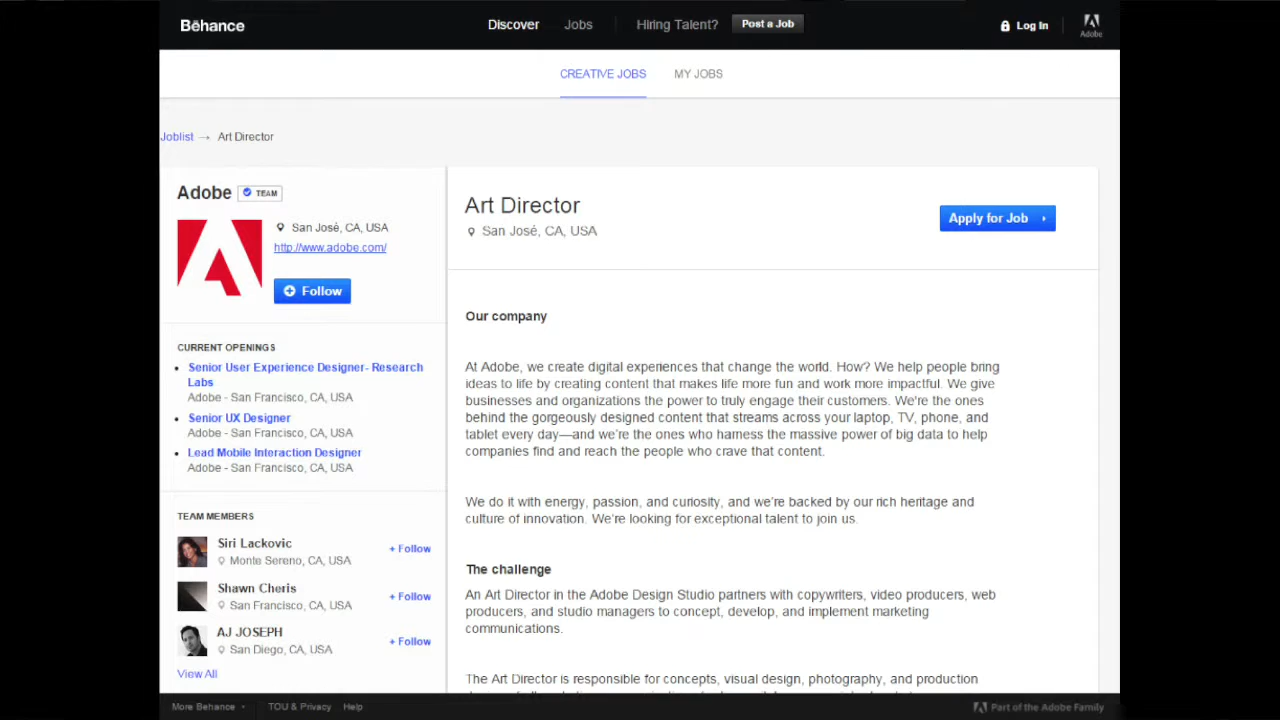 Bēhance
Discover
Jobs
Hiring Talent?
Post a Job
Log In
Adobe
CREATIVE JOBS
MY JOBS
Joblist → Art Director
Adobe
TEAM
San José, CA, USA
http://www.adobe.com/
Follow
CURRENT OPENINGS
Senior User Experience Designer- Research
Labs
Adobe - San Francisco, CA, USA
Senior UX Designer
Adobe - San Francisco, CA, USA
Lead Mobile Interaction Designer
Adobe - San Francisco, CA, USA
TEAM MEMBERS
Siri Lackovic
Monte Sereno, CA, USA
+ Follow
Shawn Cheris
San Francisco, CA, USA
+ Follow
AJ JOSEPH
San Diego, CA, USA
+ Follow
View All
Art Director
San José, CA, USA
Apply for Job
Our company
At Adobe, we create digital experiences that change the world. How? We help people bring
ideas to life by creating content that makes life more fun and work more impactful. We give
businesses and organizations the power to truly engage their customers. We're the ones
behind the gorgeously designed content that streams across your laptop, TV, phone, and
tablet every day—and we're the ones who harness the massive power of big data to help
companies find and reach the people who crave that content.
We do it with energy, passion, and curiosity, and we're backed by our rich heritage and
culture of innovation. We're looking for exceptional talent to join us.
The challenge
An Art Director in the Adobe Design Studio partners with copywriters, video producers, web
producers, and studio managers to concept, develop, and implement marketing
communications.
The Art Director is responsible for concepts, visual design, photography, and production
More Behance
TOU & Privacy
Help
Part of the Adobe Family